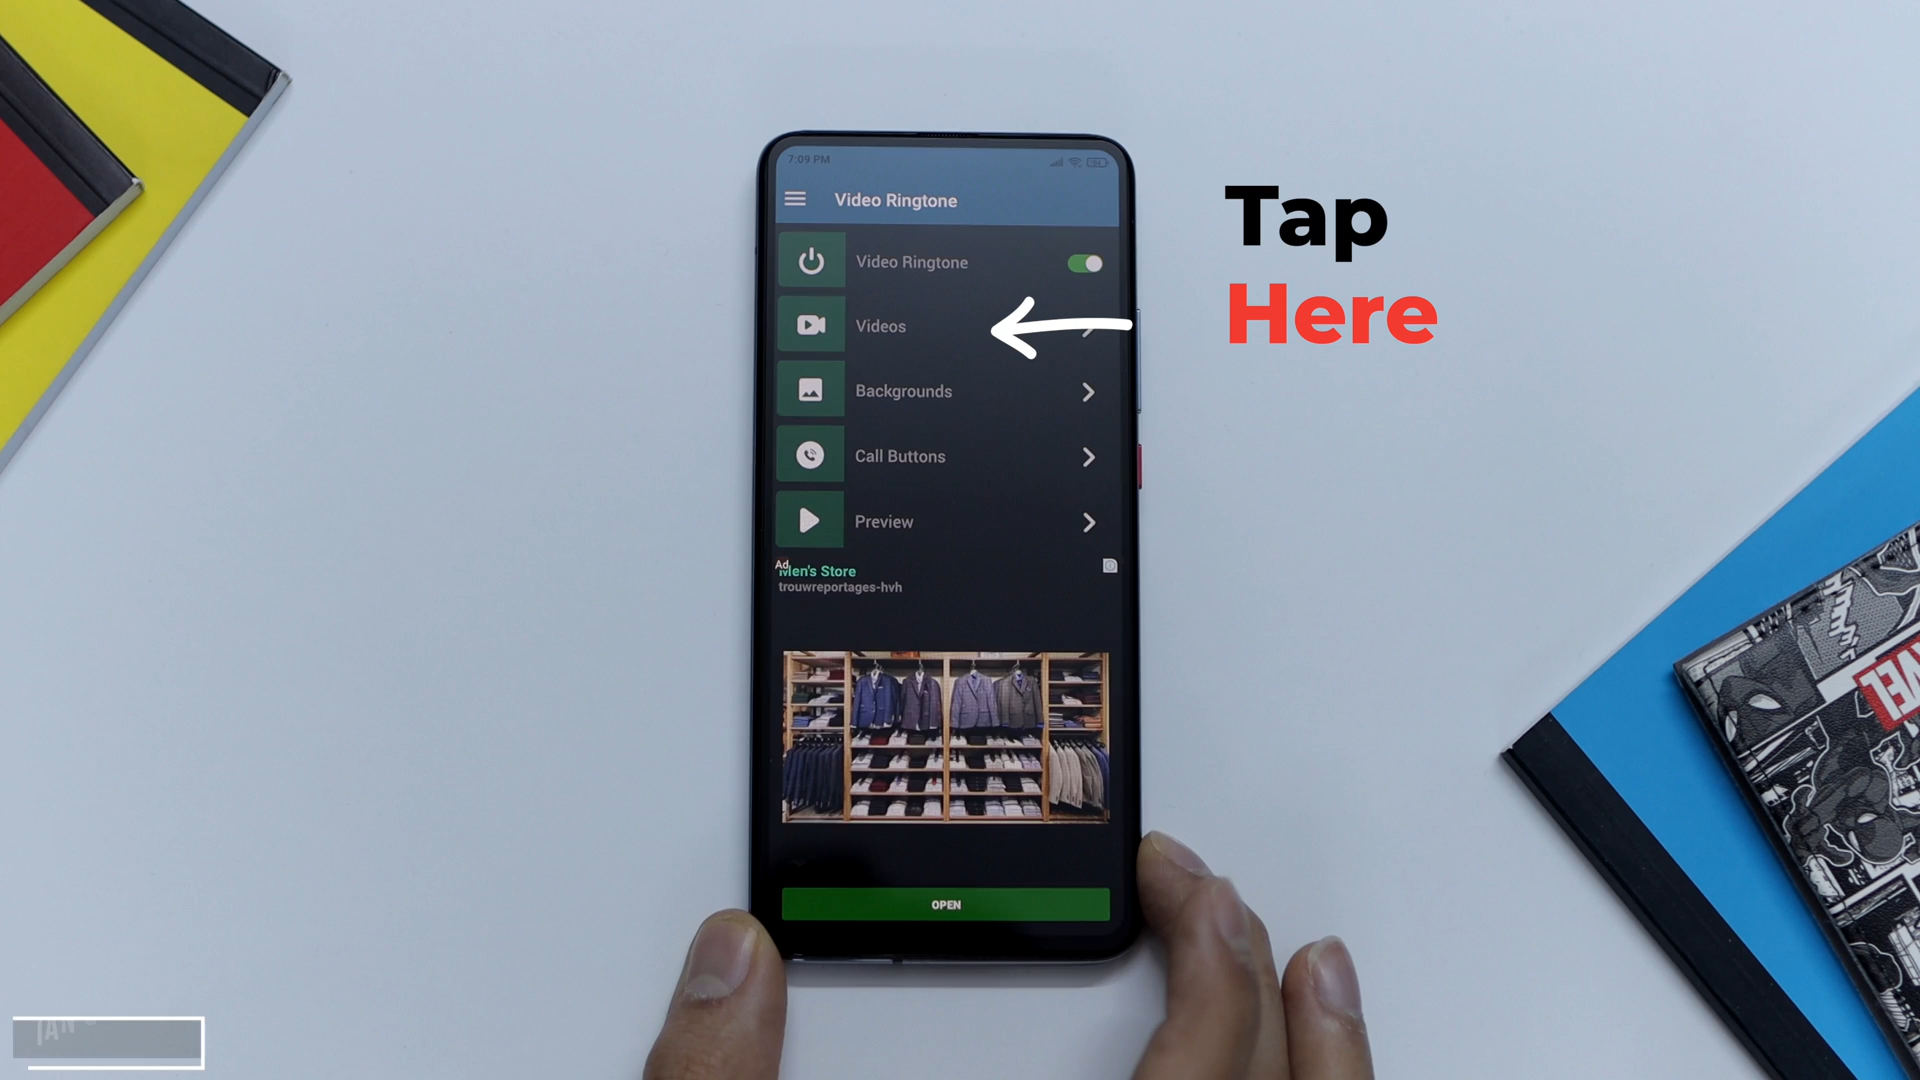 7:09 PM
Video Ringtone
Video Ringtone
Videos
Backgrounds
Call Buttons
Preview
Ad
Men's Store
trouwreportages-hvh
OPEN
Tap
Here